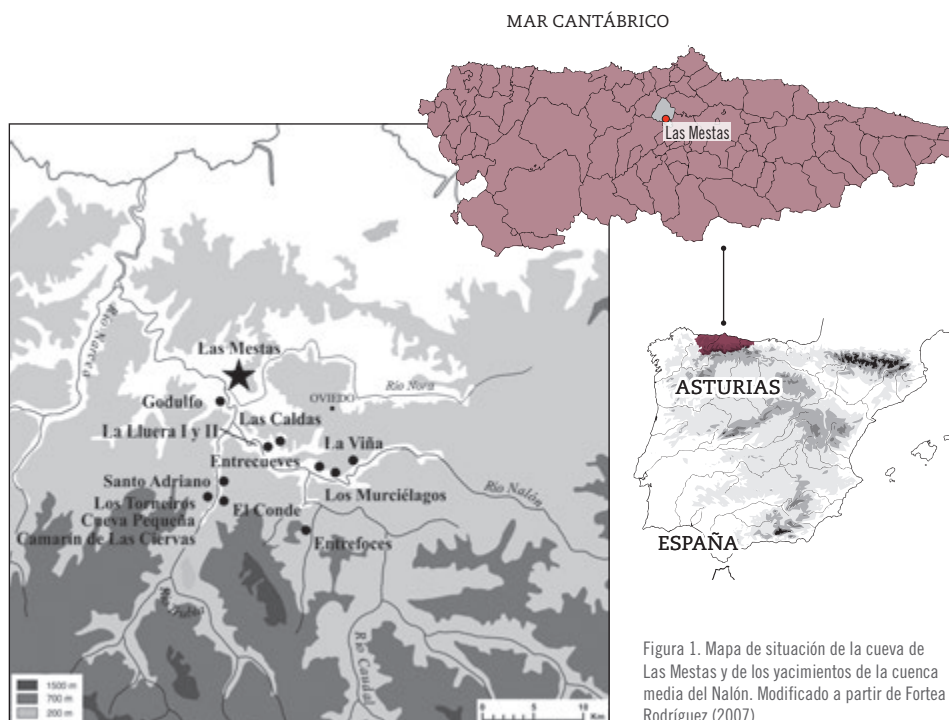 MAR CANTÁBRICO
Las Mestas
Río Narcea
Las Mestas
Río Nora
OVIEDO
Godulfo
Las Caldas
La Lluera I y II
La Viña
Entrecueves
Santo Adriano
Los Murciélagos
Río Nalón
Los Torneiros
El Conde
Cueva Pequeña
Camarín de Las Ciervas
Entrefoces
Río Trubia
Río Caudal
1500 m
700 m
200 m
0 5 10
Km
ASTURIAS
ESPAÑA
Figura 1. Mapa de situación de la cueva de
Las Mestas y de los yacimientos de la cuenca
media del Nalón. Modificado a partir de Fortea
Rodríguez (2007)